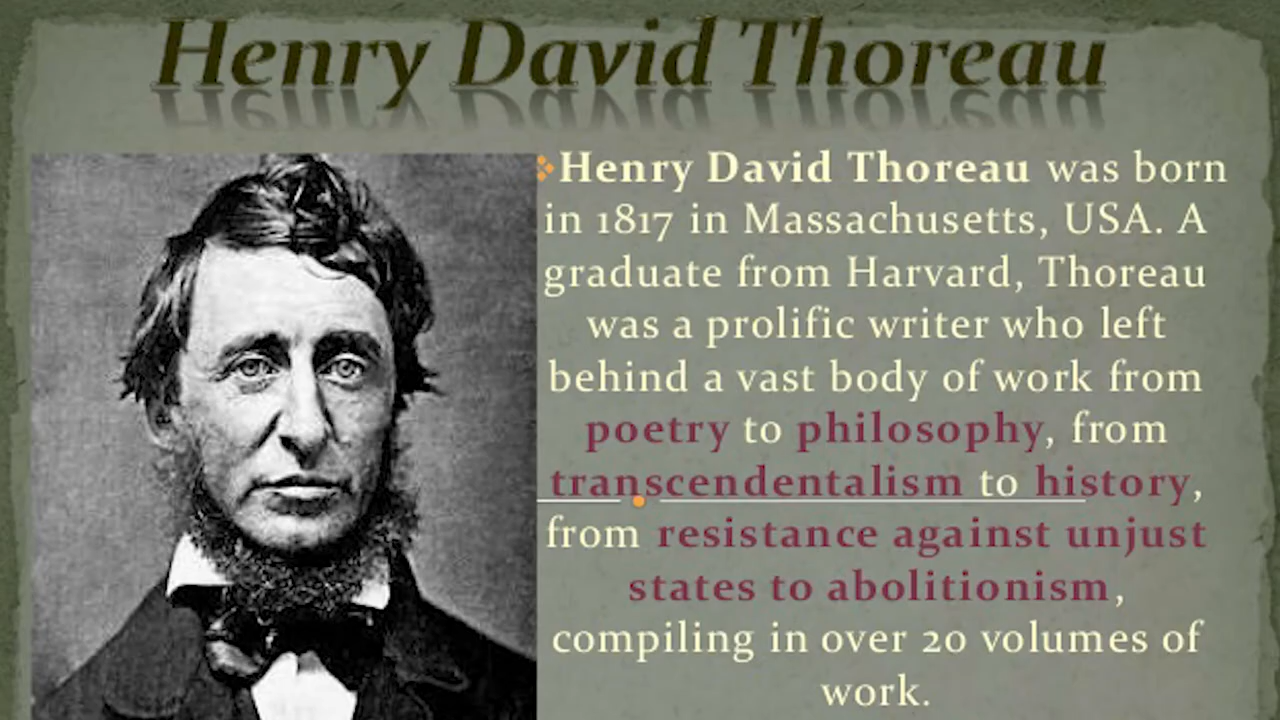 Henry David Thoreau
Henry David Thoreau was born
in 1817 in Massachusetts, USA. A
graduate from Harvard, Thoreau
was a prolific writer who left
behind a vast body of work from
poetry to philosophy, from
transcendentalism to history,
from resistance against unjust
states to abolitionism,
compiling in over 20 volumes of
work.